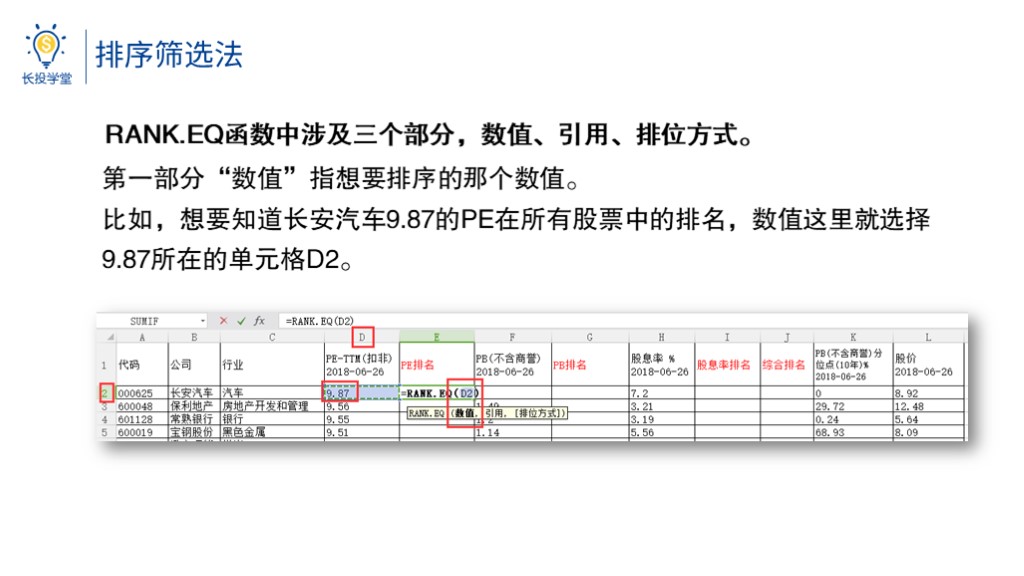 长投学堂
排序筛选法
RANK.EQ函数中涉及三个部分，数值、引用、排位方式。
第一部分“数值”指想要排序的那个数值。
比如，想要知道长安汽车9.87的PE在所有股票中的排名，数值这里就选择
9.87所在的单元格D2。
SUMIF fx =RANK.EQ(D2)
A B C D E F G H I J K L
1 代码 公司 行业 PE-TTM(扣非) 2018-06-26 PE排名 PB(不含商誉) 2018-06-26 PB排名 股息率 % 2018-06-26 股息率排名 综合排名 PB(不含商誉)分位点(10年)% 2018-06-26 股价 2018-06-26
2 000625 长安汽车 汽车 9.87 =RANK.EQ(D2) 7.2 0 8.92
RANK.EQ (数值, 引用, [排位方式])
3 600048 保利地产 房地产开发和管理 9.56 3.21 29.72 12.48
4 601128 常熟银行 银行 9.55 3.19 0.24 5.64
5 600019 宝钢股份 黑色金属 9.51 1.14 5.56 68.93 8.09